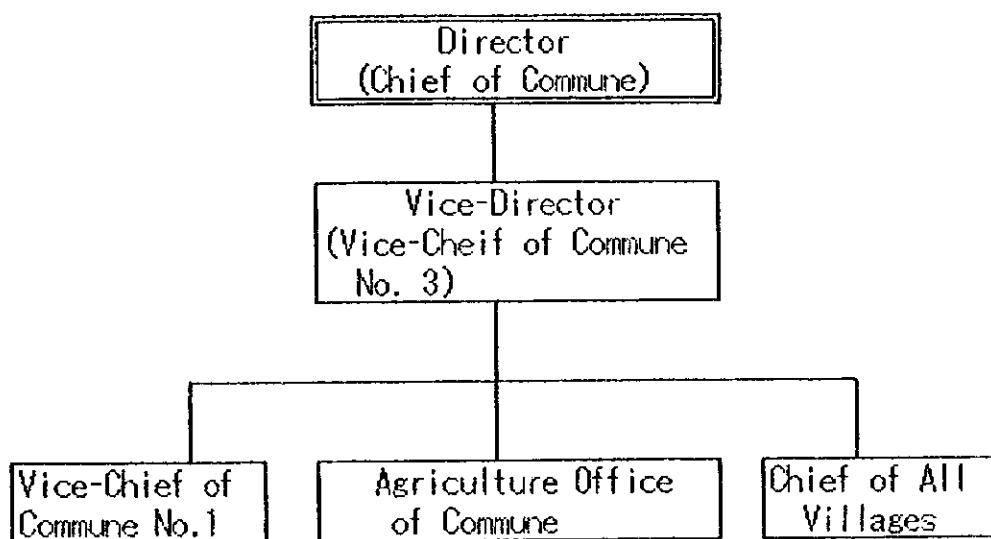 Director
(Chief of Commune)
Vice-Director
(Vice-Cheif of Commune
No. 3)
Vice-Chief of
Commune No.1
Agriculture Office
of Commune
Chief of All
Villages